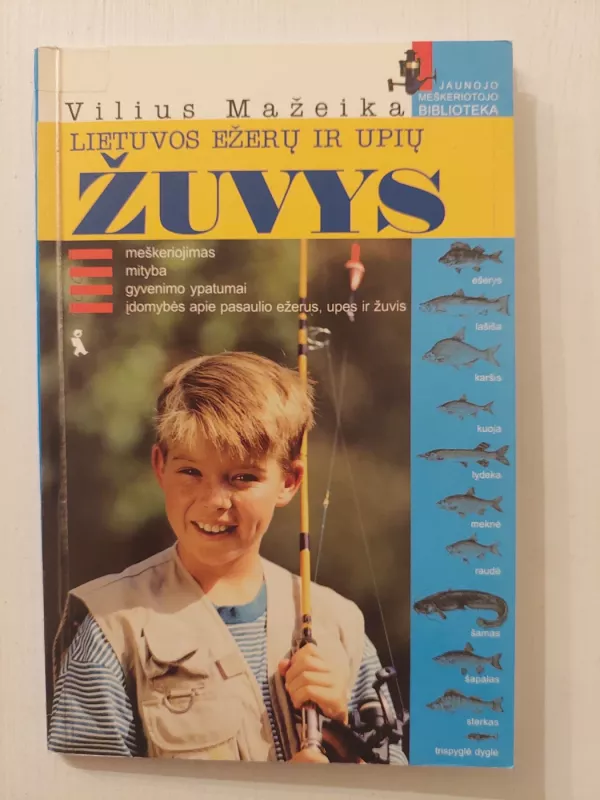 JAUNOJO
MEŠKERIOTOJO
BIBLIOTEKA
Vilius Mažeika
LIETUVOS EŽERŲ IR UPIŲ
ŽUVYS
meškeriojimas
mityba
gyvenimo ypatumai
įdomybės apie pasaulio ežerus, upes ir žuvis
ešerys
lašiša
karšis
kuoja
lydeka
meknė
raudė
šamas
šapalas
sterkas
trispyglė dyglė